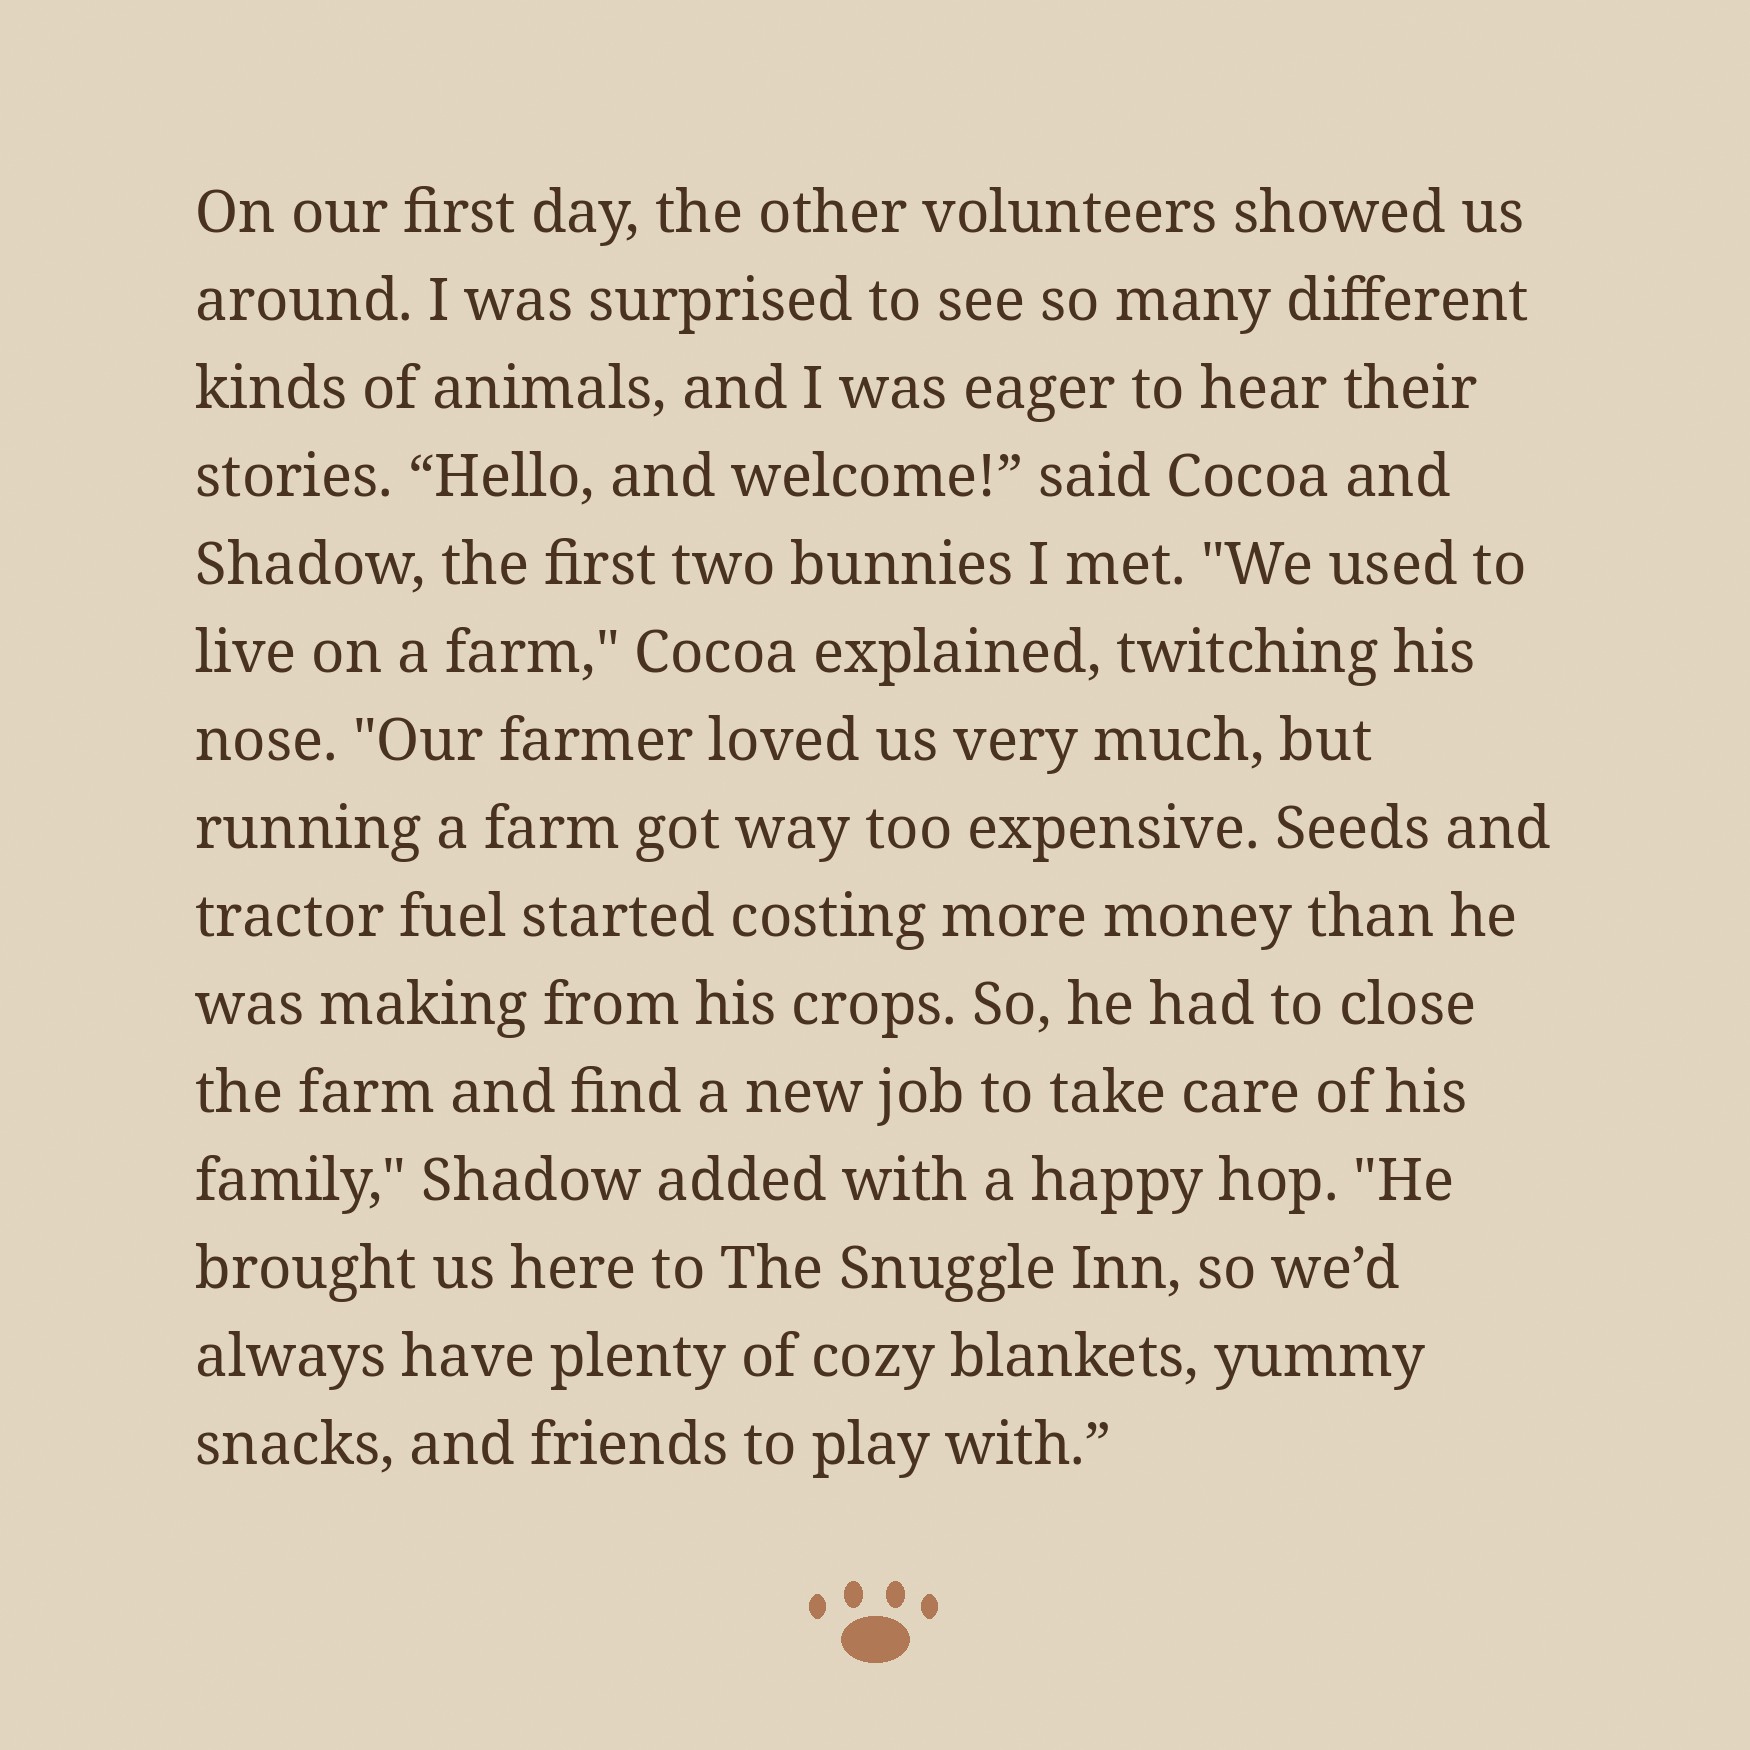 On our first day, the other volunteers showed us
around. I was surprised to see so many different
kinds of animals, and I was eager to hear their
stories. “Hello, and welcome!” said Cocoa and
Shadow, the first two bunnies I met. "We used to
live on a farm," Cocoa explained, twitching his
nose. "Our farmer loved us very much, but
running a farm got way too expensive. Seeds and
tractor fuel started costing more money than he
was making from his crops. So, he had to close
the farm and find a new job to take care of his
family," Shadow added with a happy hop. "He
brought us here to The Snuggle Inn, so we’d
always have plenty of cozy blankets, yummy
snacks, and friends to play with.”